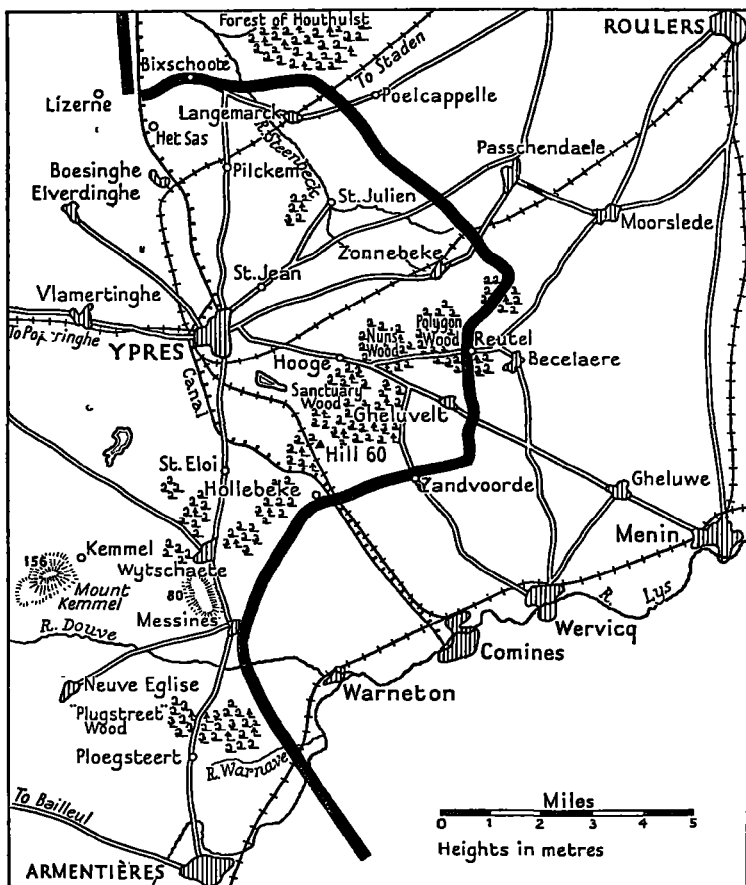 Forest of Houthulst
ROULERS
Bixschoote
To Staden
Lizerne
Langemarck
Poelcappelle
Het Sas
R. Steenbeck
Passchendaele
Boesinghe
Pilckem
Elverdinghe
St. Julien
Moorslede
Zonnebeke
St. Jean
Vlamertinghe
To Pop.ringhe
YPRES
Nuns
Wood
Polygon
Wood
Reutel
Hooge
Becelaere
Canal
Sanctuary
Wood
Gheluvelt
Hill 60
St. Eloi
Hollebeke
Zandvoorde
Gheluwe
Menin
Kemmel
156
Mount
Kemmel
Wytschaete
80
R. Lys
Messines
Wervicq
R. Douve
Comines
Neuve Eglise
Warneton
"Plugstreet"
Wood
Ploegsteert
R. Warnave
To Bailleul
Miles
0 1 2 3 4 5
Heights in metres
ARMENTIÈRES